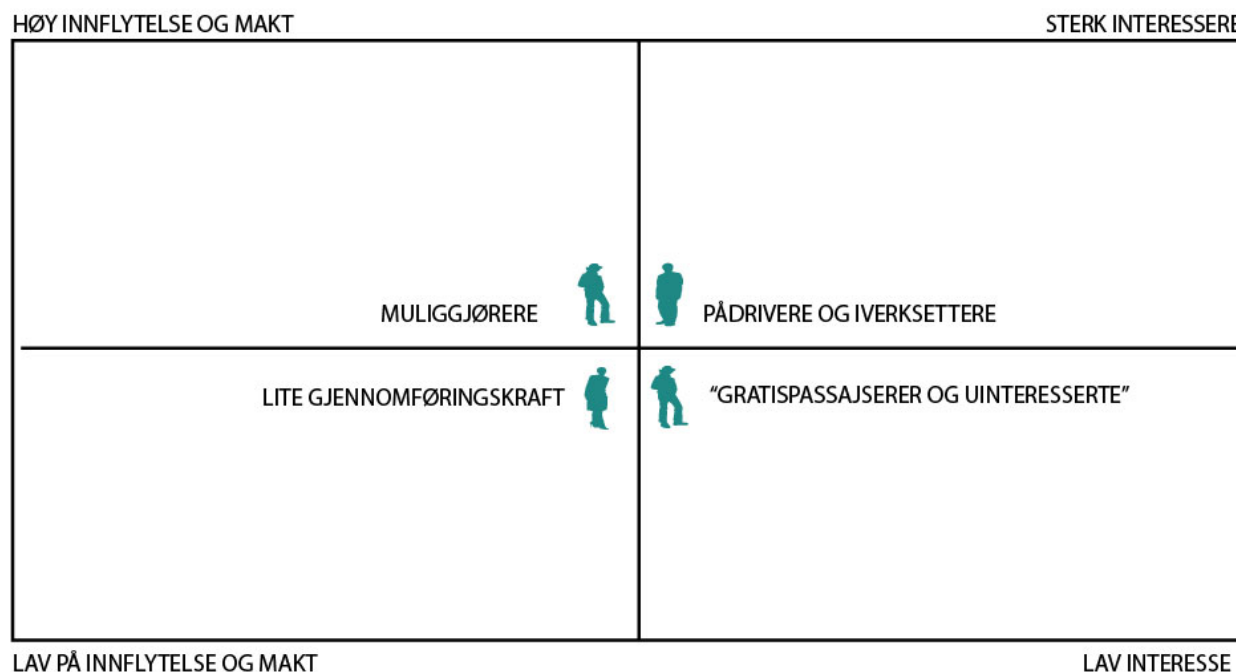 HØY INNFLYTELSE OG MAKT
STERK INTERESSERE
MULIGGJØRERE
PÅDRIVERE OG IVERKSETTERE
LITE GJENNOMFØRINGSKRAFT
“GRATISPASSAJSERER OG UINTERESSERTE”
LAV PÅ INNFLYTELSE OG MAKT
LAV INTERESSE